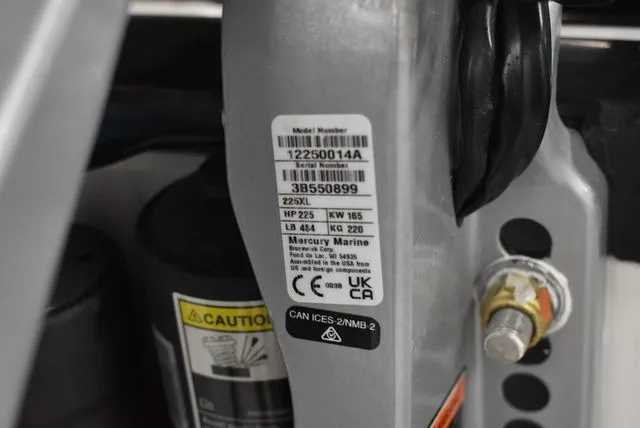 Model Number
12250014A
Serial Number
3B550899
225XL
HP 225 KW 165
LB 484 KG 220
Mercury Marine
Brunswick Corp.
Fond du Lac, WI 54935
Assembled in the USA from
US and foreign components
CE 0038 UK
CA
CAN ICES-2/NMB-2
CAUTION